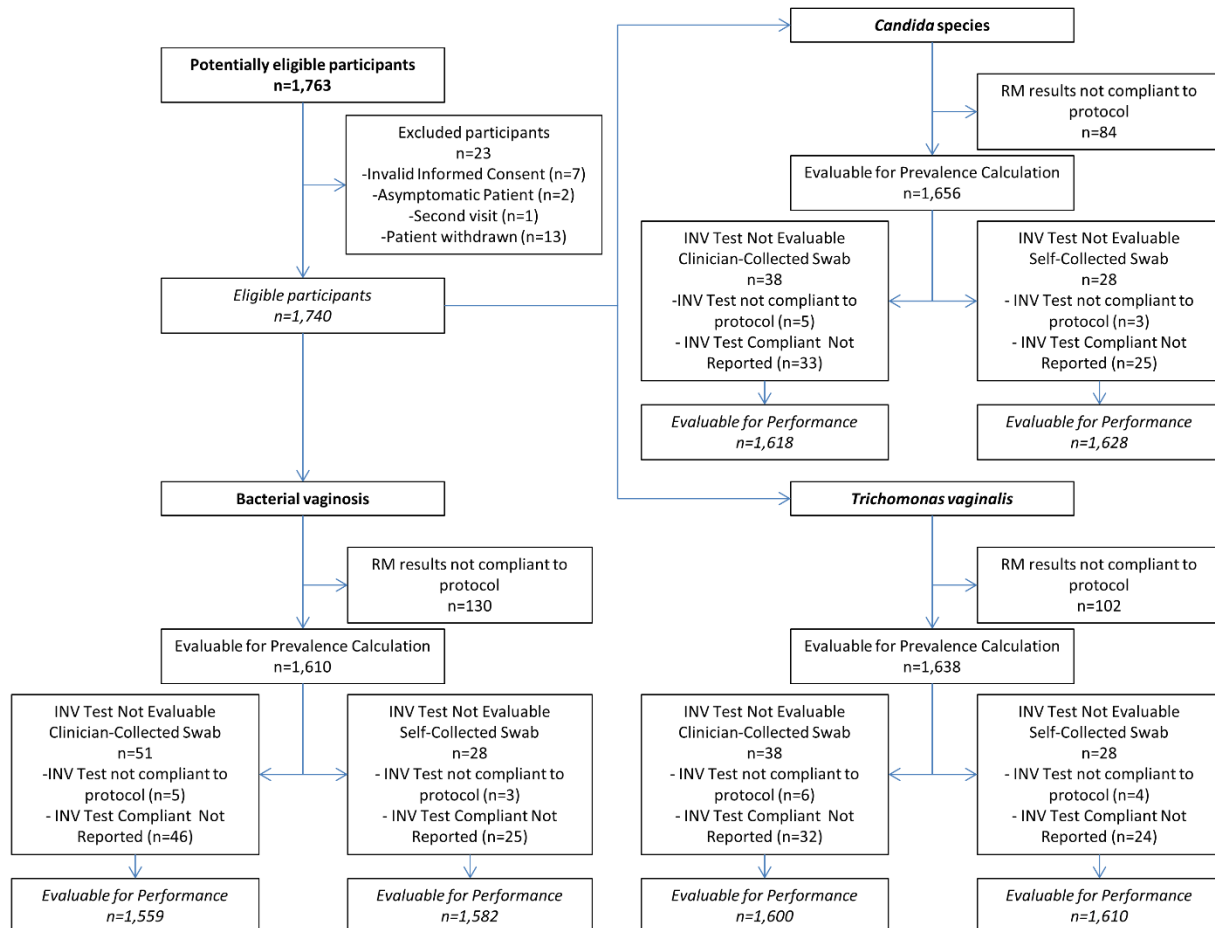 Potentially eligible participants
n=1,763
Excluded participants
n=23
-Invalid Informed Consent (n=7)
-Asymptomatic Patient (n=2)
-Second visit (n=1)
-Patient withdrawn (n=13)
Eligible participants
n=1,740
Candida species
RM results not compliant to
protocol
n=84
Evaluable for Prevalence Calculation
n=1,656
INV Test Not Evaluable
Clinician-Collected Swab
n=38
-INV Test not compliant to
protocol (n=5)
- INV Test Compliant Not
Reported (n=33)
INV Test Not Evaluable
Self-Collected Swab
n=28
- INV Test not compliant to
protocol (n=3)
- INV Test Compliant Not
Reported (n=25)
Evaluable for Performance
n=1,618
Evaluable for Performance
n=1,628
Bacterial vaginosis
RM results not compliant to
protocol
n=130
Evaluable for Prevalence Calculation
n=1,610
INV Test Not Evaluable
Clinician-Collected Swab
n=51
-INV Test not compliant to
protocol (n=5)
- INV Test Compliant Not
Reported (n=46)
INV Test Not Evaluable
Self-Collected Swab
n=28
- INV Test not compliant to
protocol (n=3)
- INV Test Compliant Not
Reported (n=25)
Evaluable for Performance
n=1,559
Evaluable for Performance
n=1,582
Trichomonas vaginalis
RM results not compliant to
protocol
n=102
Evaluable for Prevalence Calculation
n=1,638
INV Test Not Evaluable
Clinician-Collected Swab
n=38
- INV Test not compliant to
protocol (n=6)
- INV Test Compliant Not
Reported (n=32)
INV Test Not Evaluable
Self-Collected Swab
n=28
- INV Test not compliant to
protocol (n=4)
- INV Test Compliant Not
Reported (n=24)
Evaluable for Performance
n=1,600
Evaluable for Performance
n=1,610